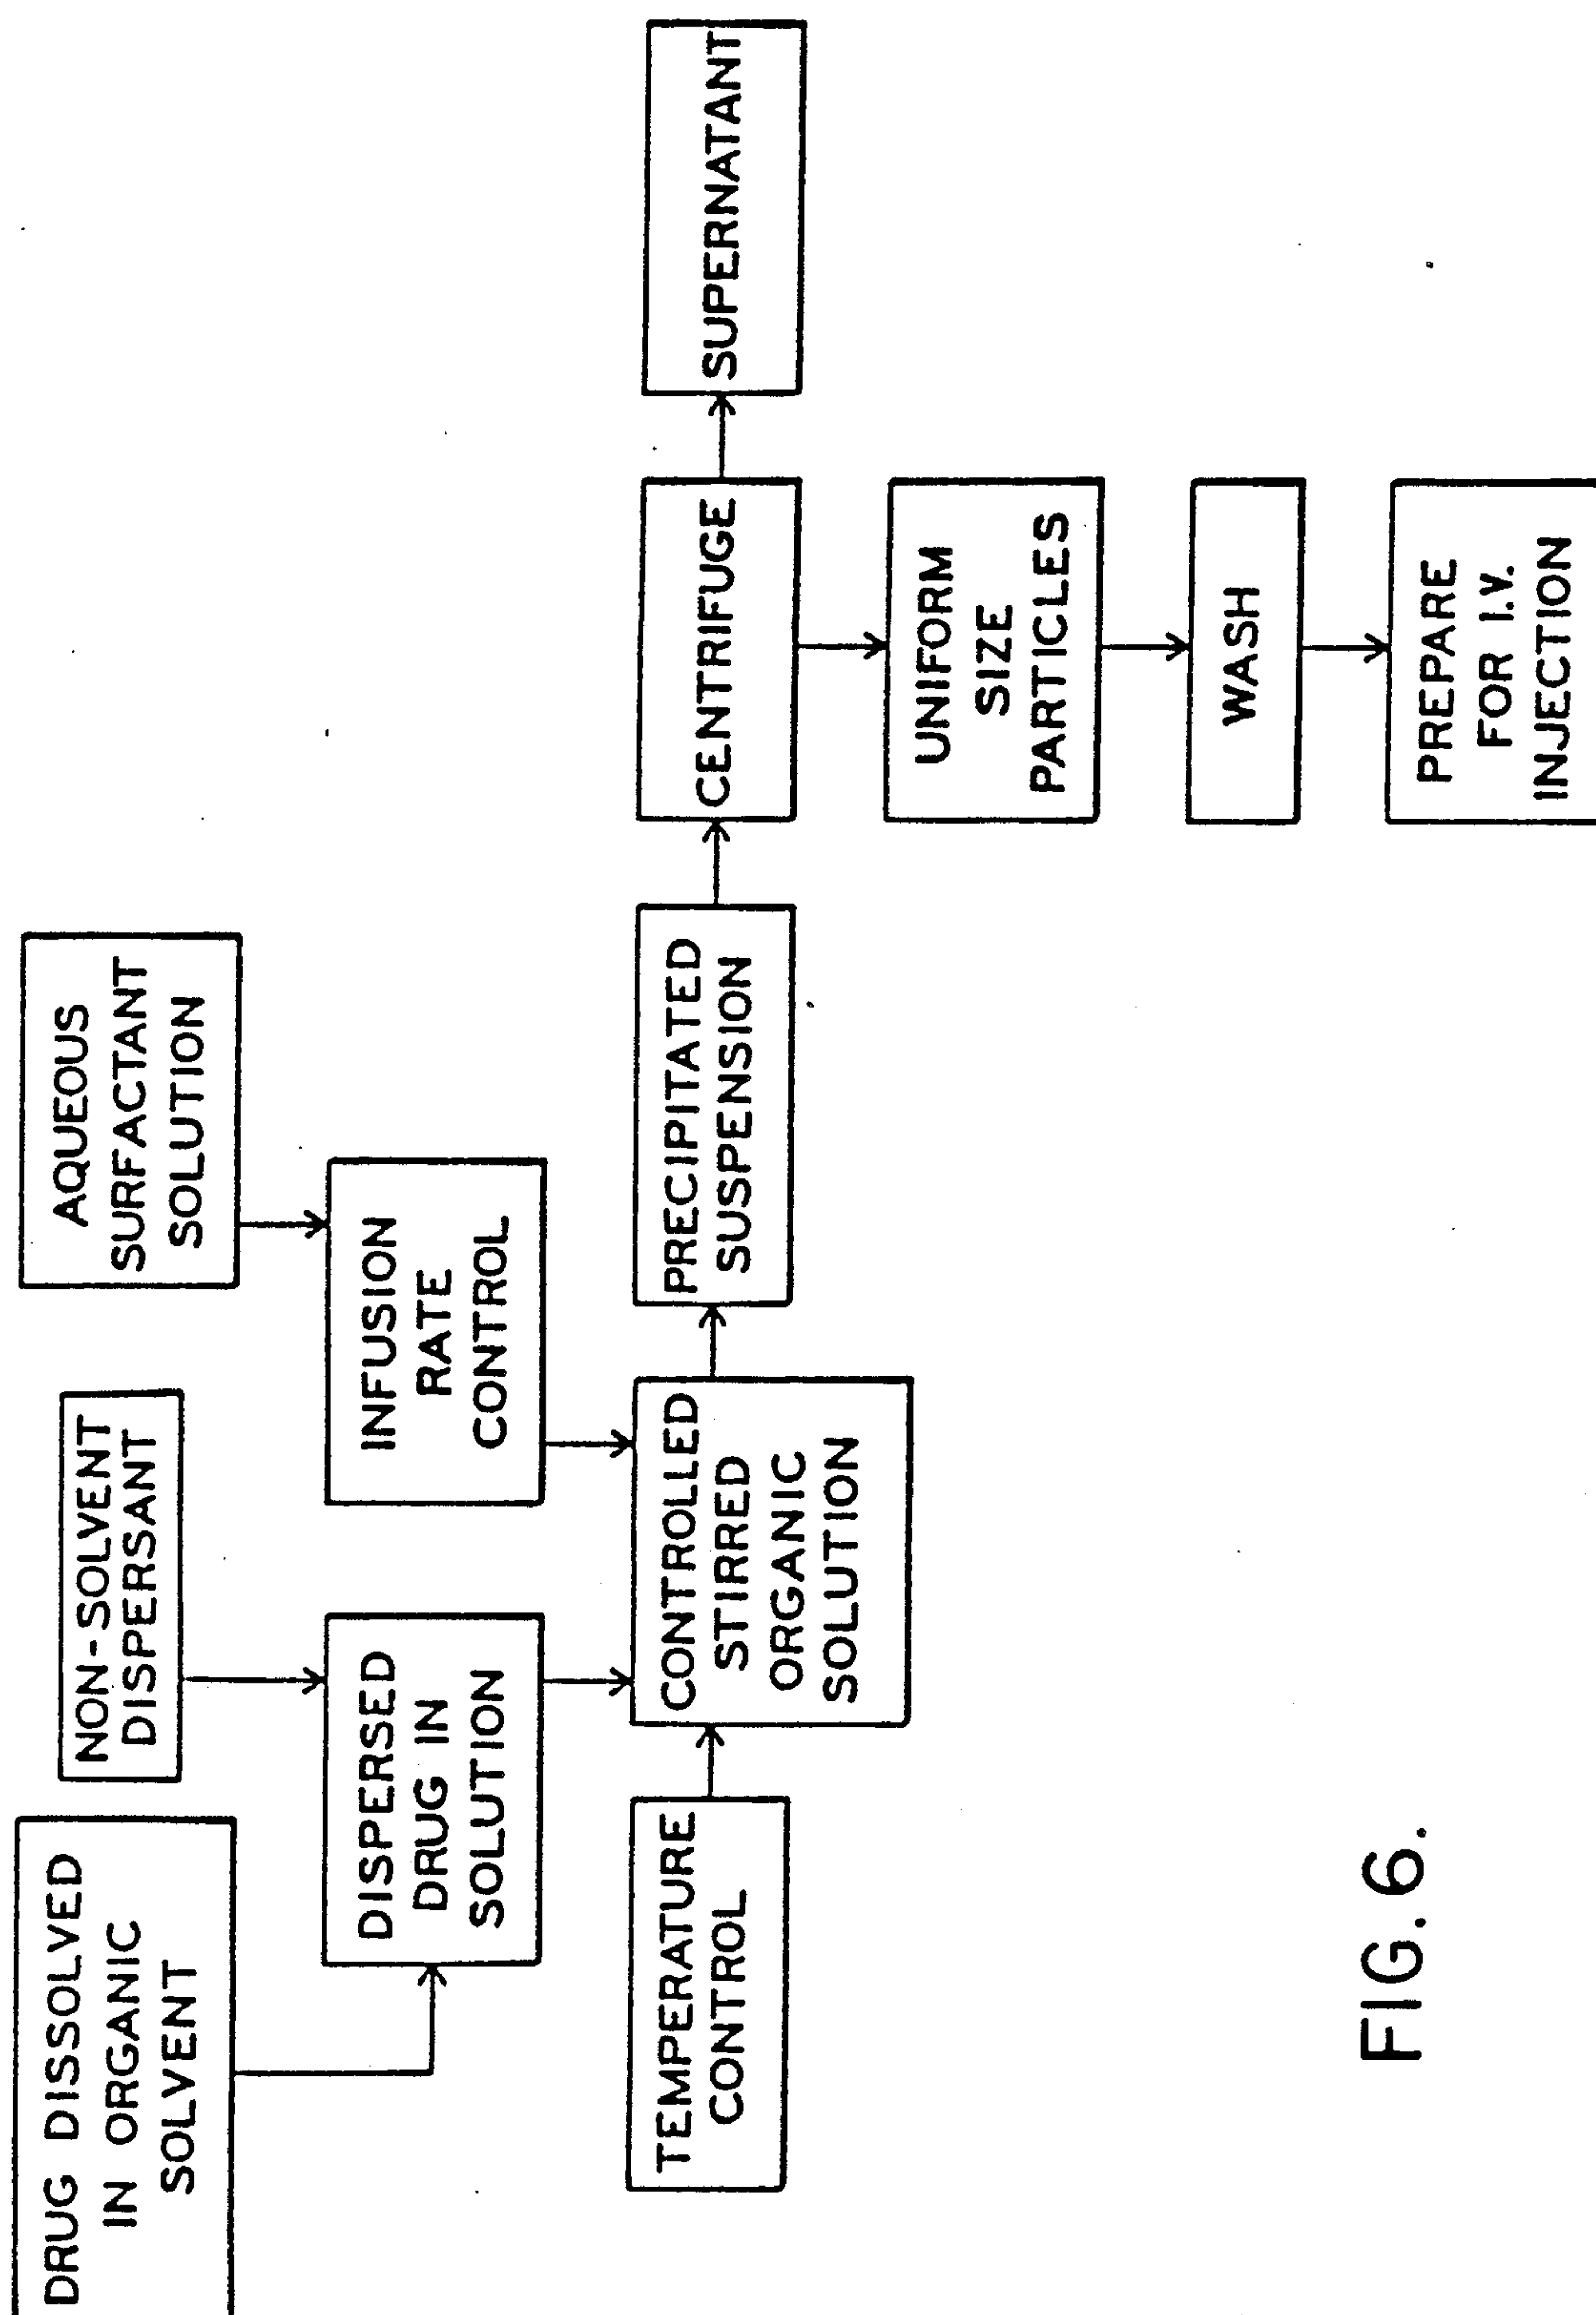 DRUG DISSOLVED
IN ORGANIC
SOLVENT
NON-SOLVENT
DISPERSANT
AQUEOUS
SURFACTANT
SOLUTION
DISPERSED
DRUG IN
SOLUTION
INFUSION
RATE
CONTROL
TEMPERATURE
CONTROL
CONTROLLED
STIRRED
ORGANIC
SOLUTION
PRECIPITATED
SUSPENSION
CENTRIFUGE
SUPERNATANT
UNIFORM
SIZE
PARTICLES
WASH
PREPARE
FOR I.V.
INJECTION
FIG. 6.